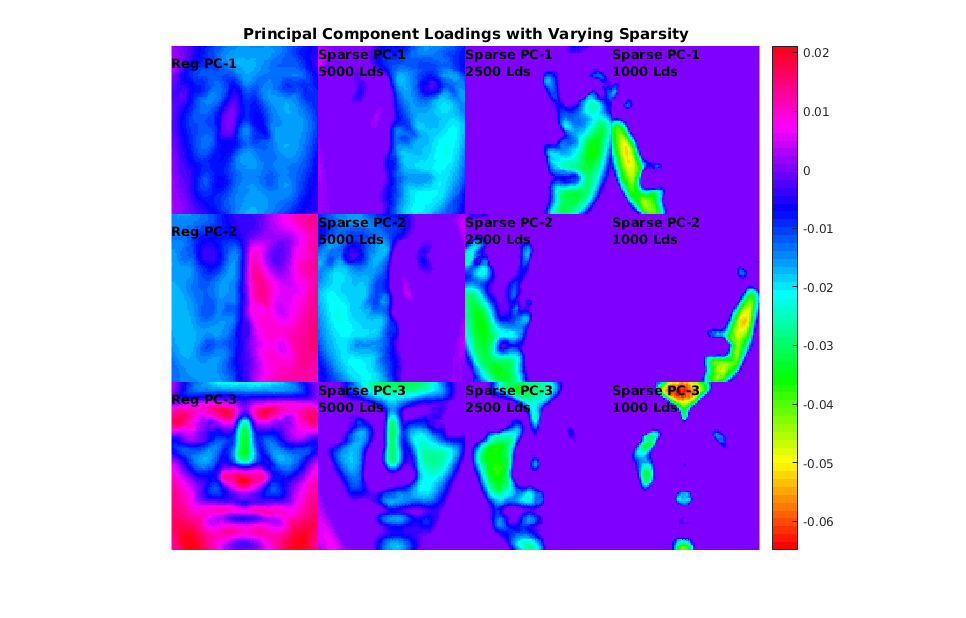 Principal Component Loadings with Varying Sparsity
Reg PC-1
Sparse PC-1
5000 Lds
Sparse PC-1
2500 Lds
Sparse PC-1
1000 Lds
Reg PC-2
Sparse PC-2
5000 Lds
Sparse PC-2
2500 Lds
Sparse PC-2
1000 Lds
Reg PC-3
Sparse PC-3
5000 Lds
Sparse PC-3
2500 Lds
Sparse PC-3
1000 Lds
0.02
0.01
0
-0.01
-0.02
-0.03
-0.04
-0.05
-0.06